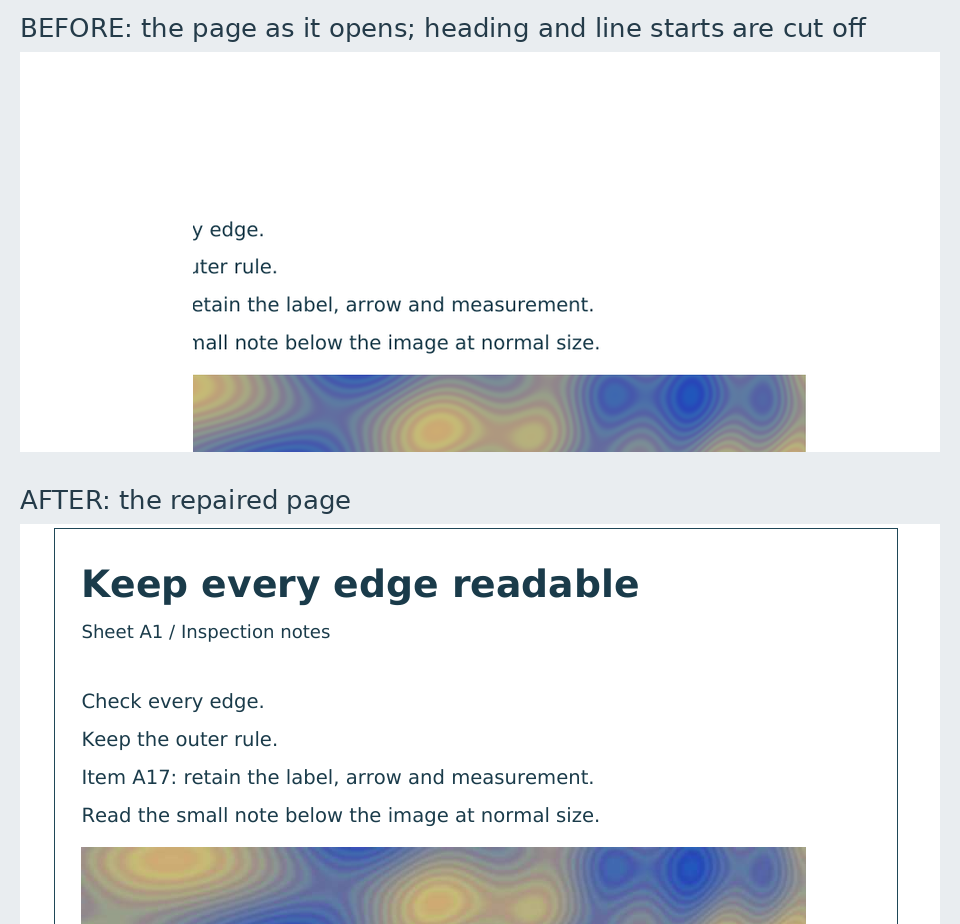 BEFORE: the page as it opens; heading and line starts are cut off
y edge.
uter rule.
etain the label, arrow and measurement.
mall note below the image at normal size.
AFTER: the repaired page
Keep every edge readable
Sheet A1 / Inspection notes
Check every edge.
Keep the outer rule.
Item A17: retain the label, arrow and measurement.
Read the small note below the image at normal size.